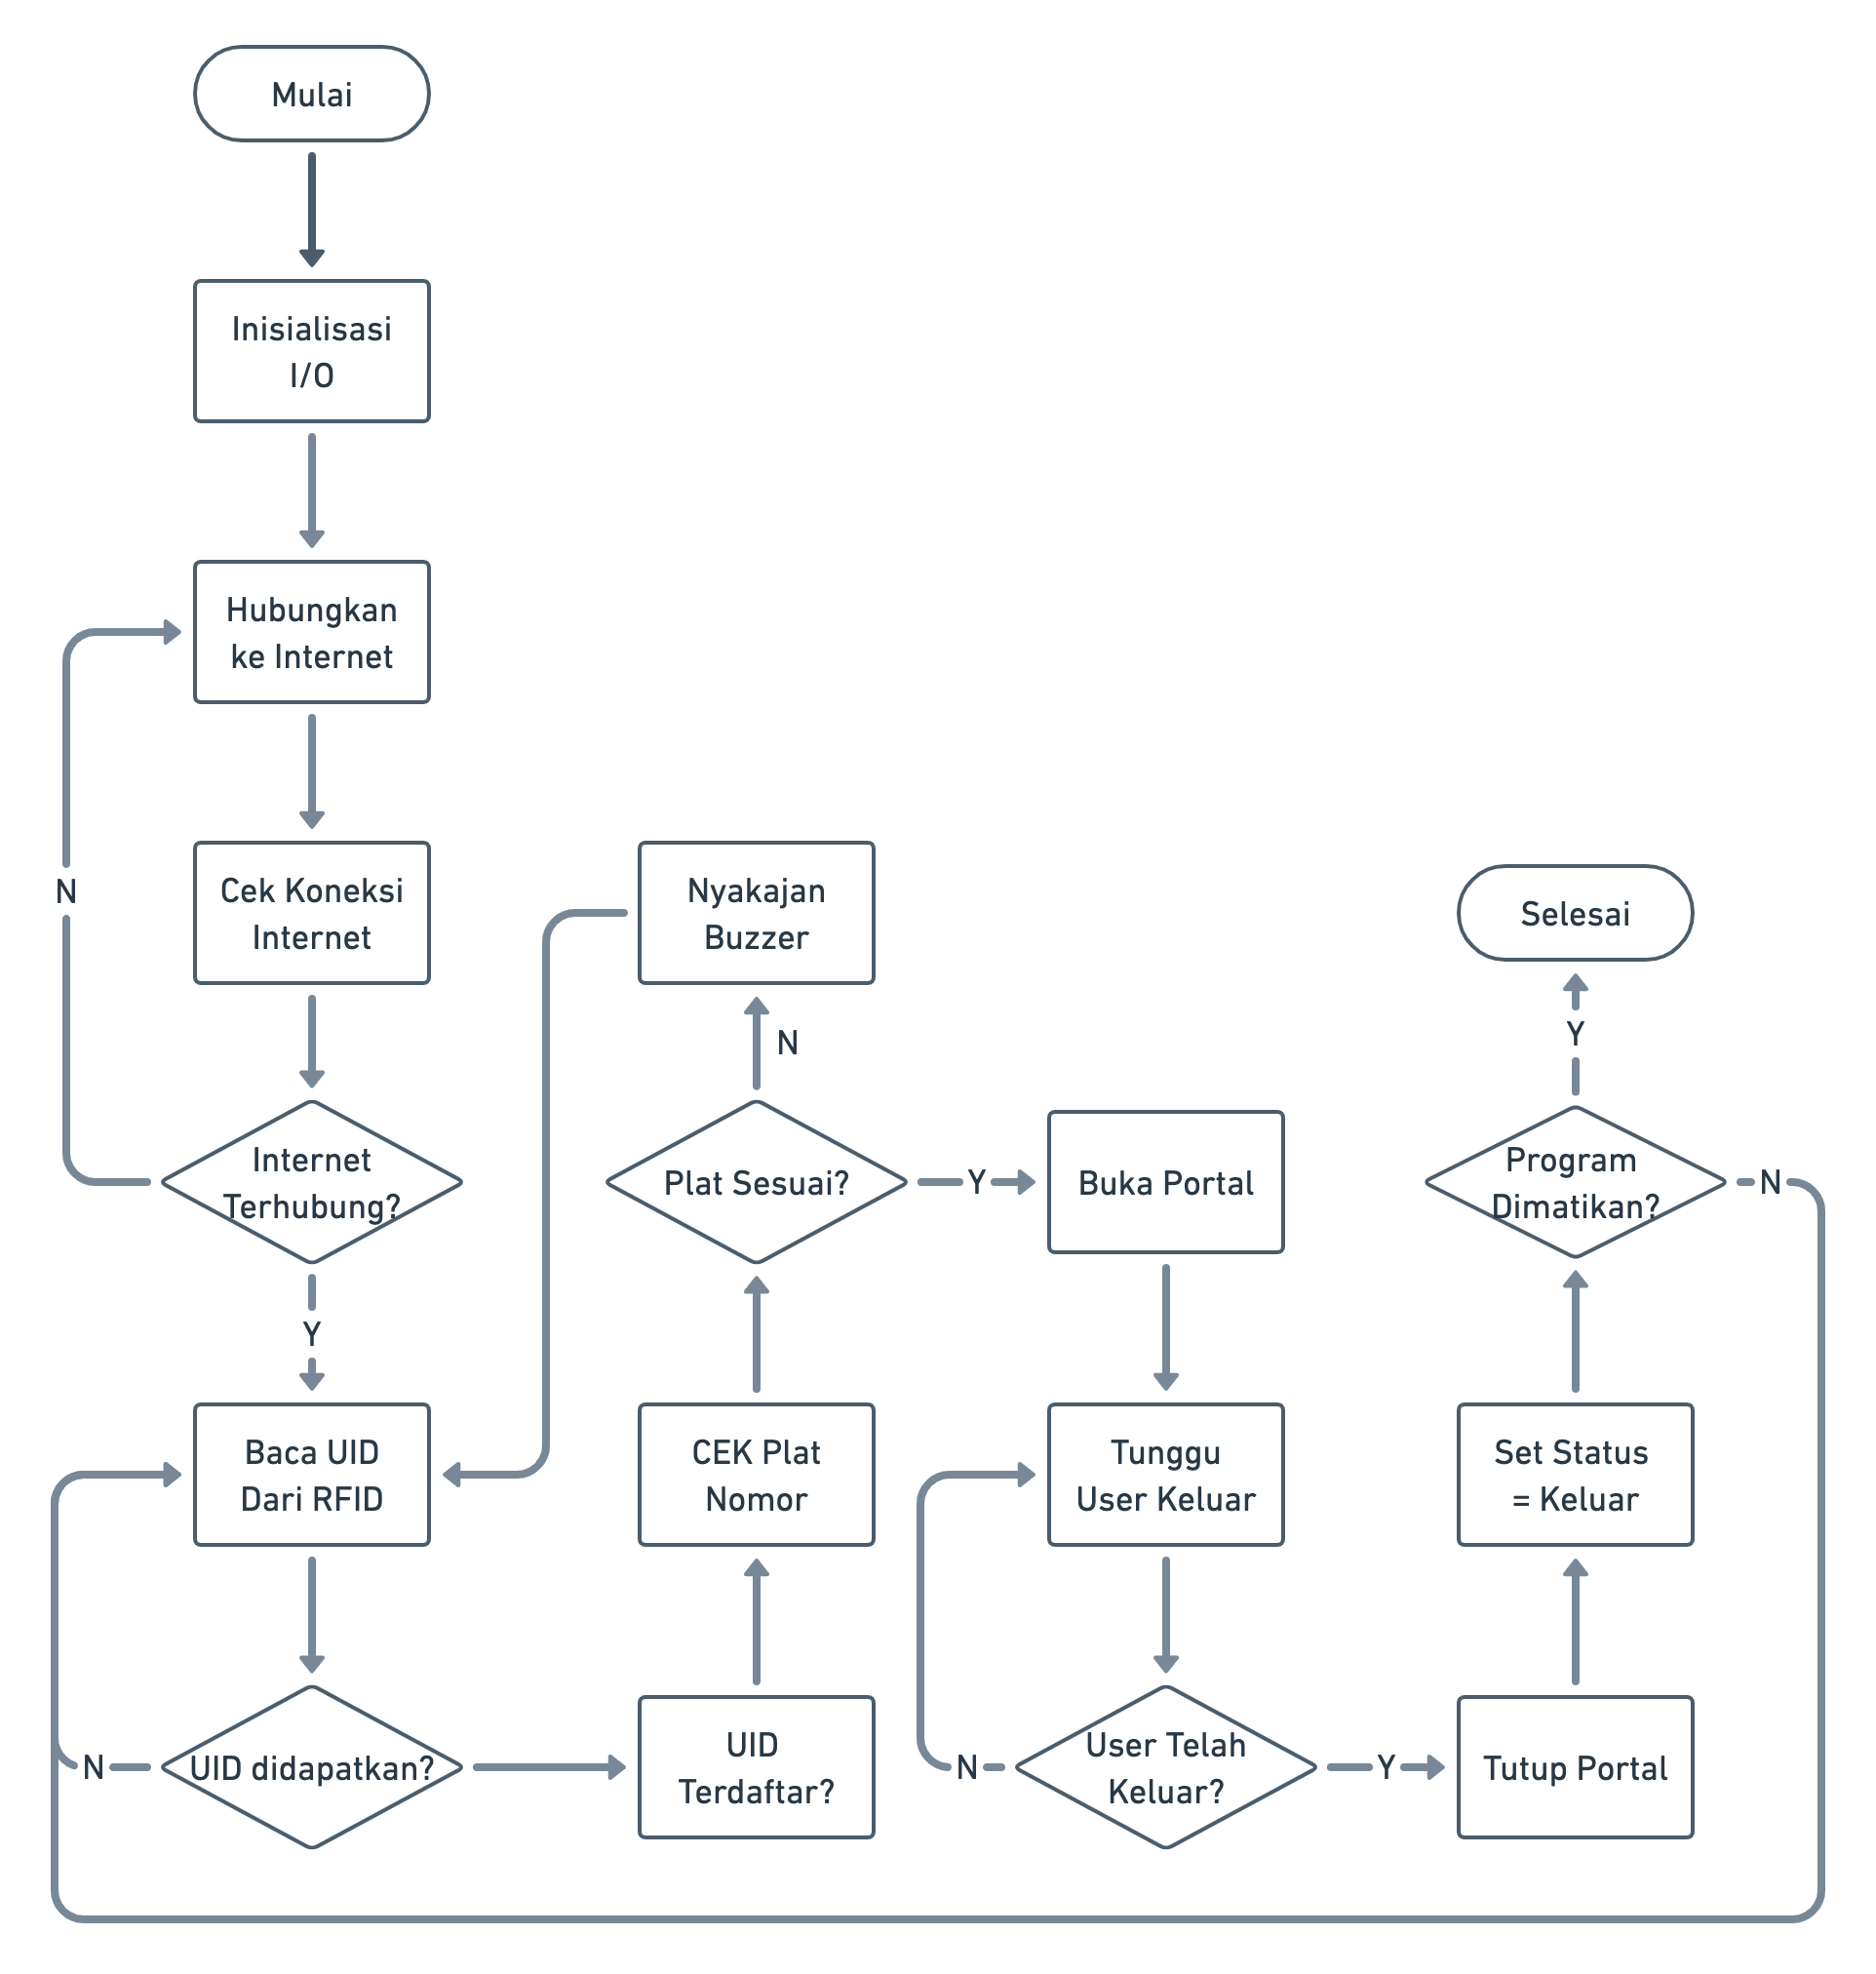 Mulai
Inisialisasi
I/O
Hubungkan
ke Internet
N
Cek Koneksi
Internet
Internet
Terhubung?
Y
Baca UID
Dari RFID
UID didapatkan?
N
UID
Terdaftar?
CEK Plat
Nomor
Plat Sesuai?
N
Nyakajan
Buzzer
Y
Buka Portal
Tunggu
User Keluar
User Telah
Keluar?
N
Y
Tutup Portal
Set Status
= Keluar
Program
Dimatikan?
N
Y
Selesai